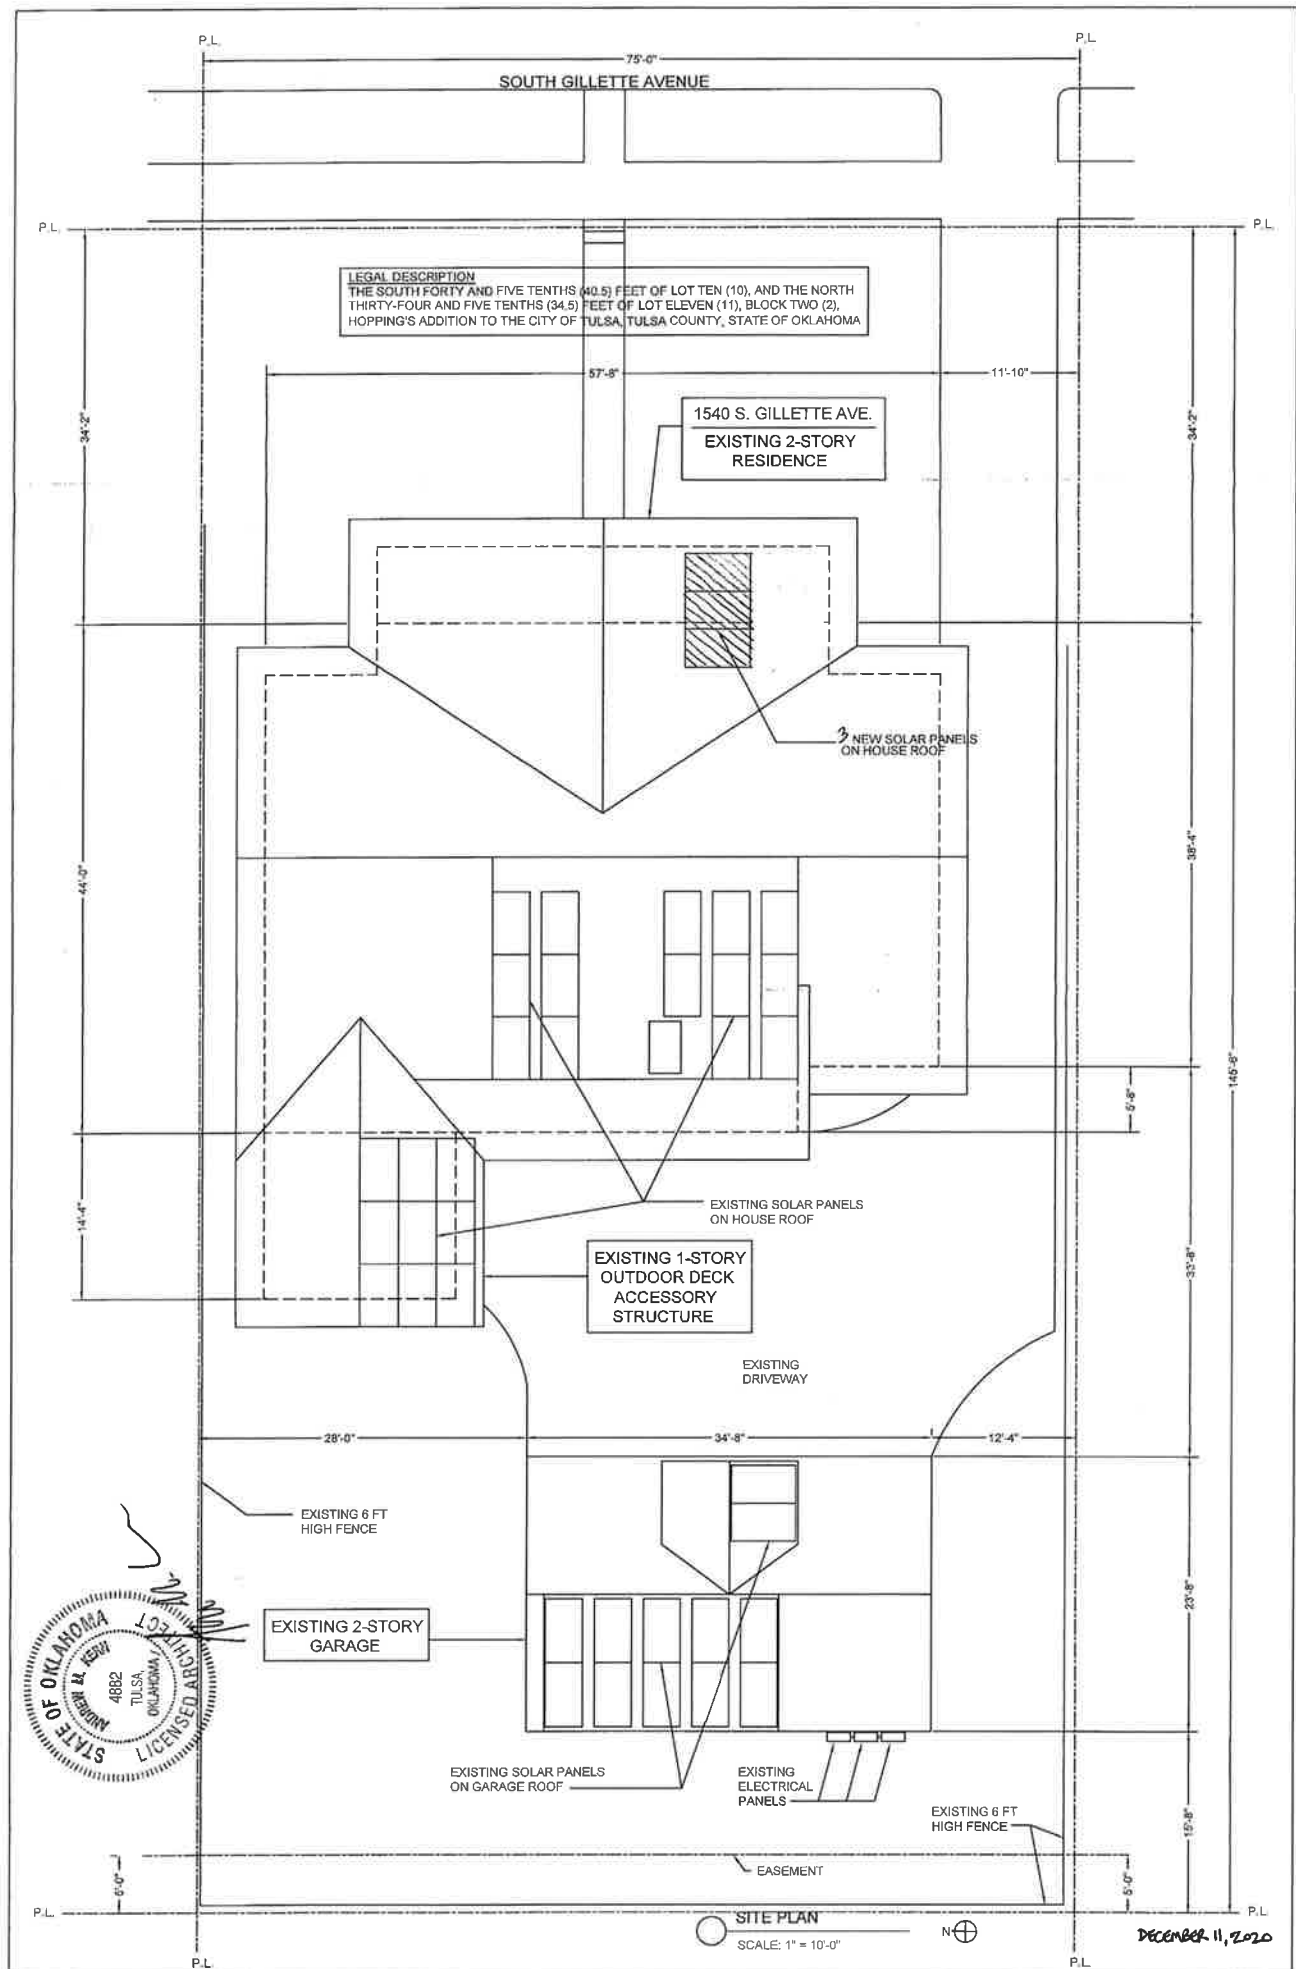 P.L.
P.L.
75'-0"
SOUTH GILLETTE AVENUE
P.L.
P.L.
LEGAL DESCRIPTION
THE SOUTH FORTY AND FIVE TENTHS (40.5) FEET OF LOT TEN (10), AND THE NORTH
THIRTY-FOUR AND FIVE TENTHS (34.5) FEET OF LOT ELEVEN (11), BLOCK TWO (2),
HOPPING'S ADDITION TO THE CITY OF TULSA, TULSA COUNTY, STATE OF OKLAHOMA
57'-8"
11'-10"
34'-2"
34'-2"
1540 S. GILLETTE AVE.
EXISTING 2-STORY
RESIDENCE
3 NEW SOLAR PANELS
ON HOUSE ROOF
44'-0"
38'-4"
145'-6"
5'-8"
14'-4"
EXISTING SOLAR PANELS
ON HOUSE ROOF
EXISTING 1-STORY
OUTDOOR DECK
ACCESSORY
STRUCTURE
33'-8"
EXISTING
DRIVEWAY
28'-0"
34'-8"
12'-4"
EXISTING 6 FT
HIGH FENCE
23'-8"
EXISTING 2-STORY
GARAGE
STATE OF OKLAHOMA
LICENSED ARCHITECT
ANDREW M. KERN
4882
TULSA,
OKLAHOMA
EXISTING SOLAR PANELS
ON GARAGE ROOF
EXISTING
ELECTRICAL
PANELS
EXISTING 6 FT
HIGH FENCE
15'-8"
EASEMENT
5'-0"
P.L.
P.L.
SITE PLAN
SCALE: 1" = 10'-0"
N
DECEMBER 11, 2020
P.L.
P.L.